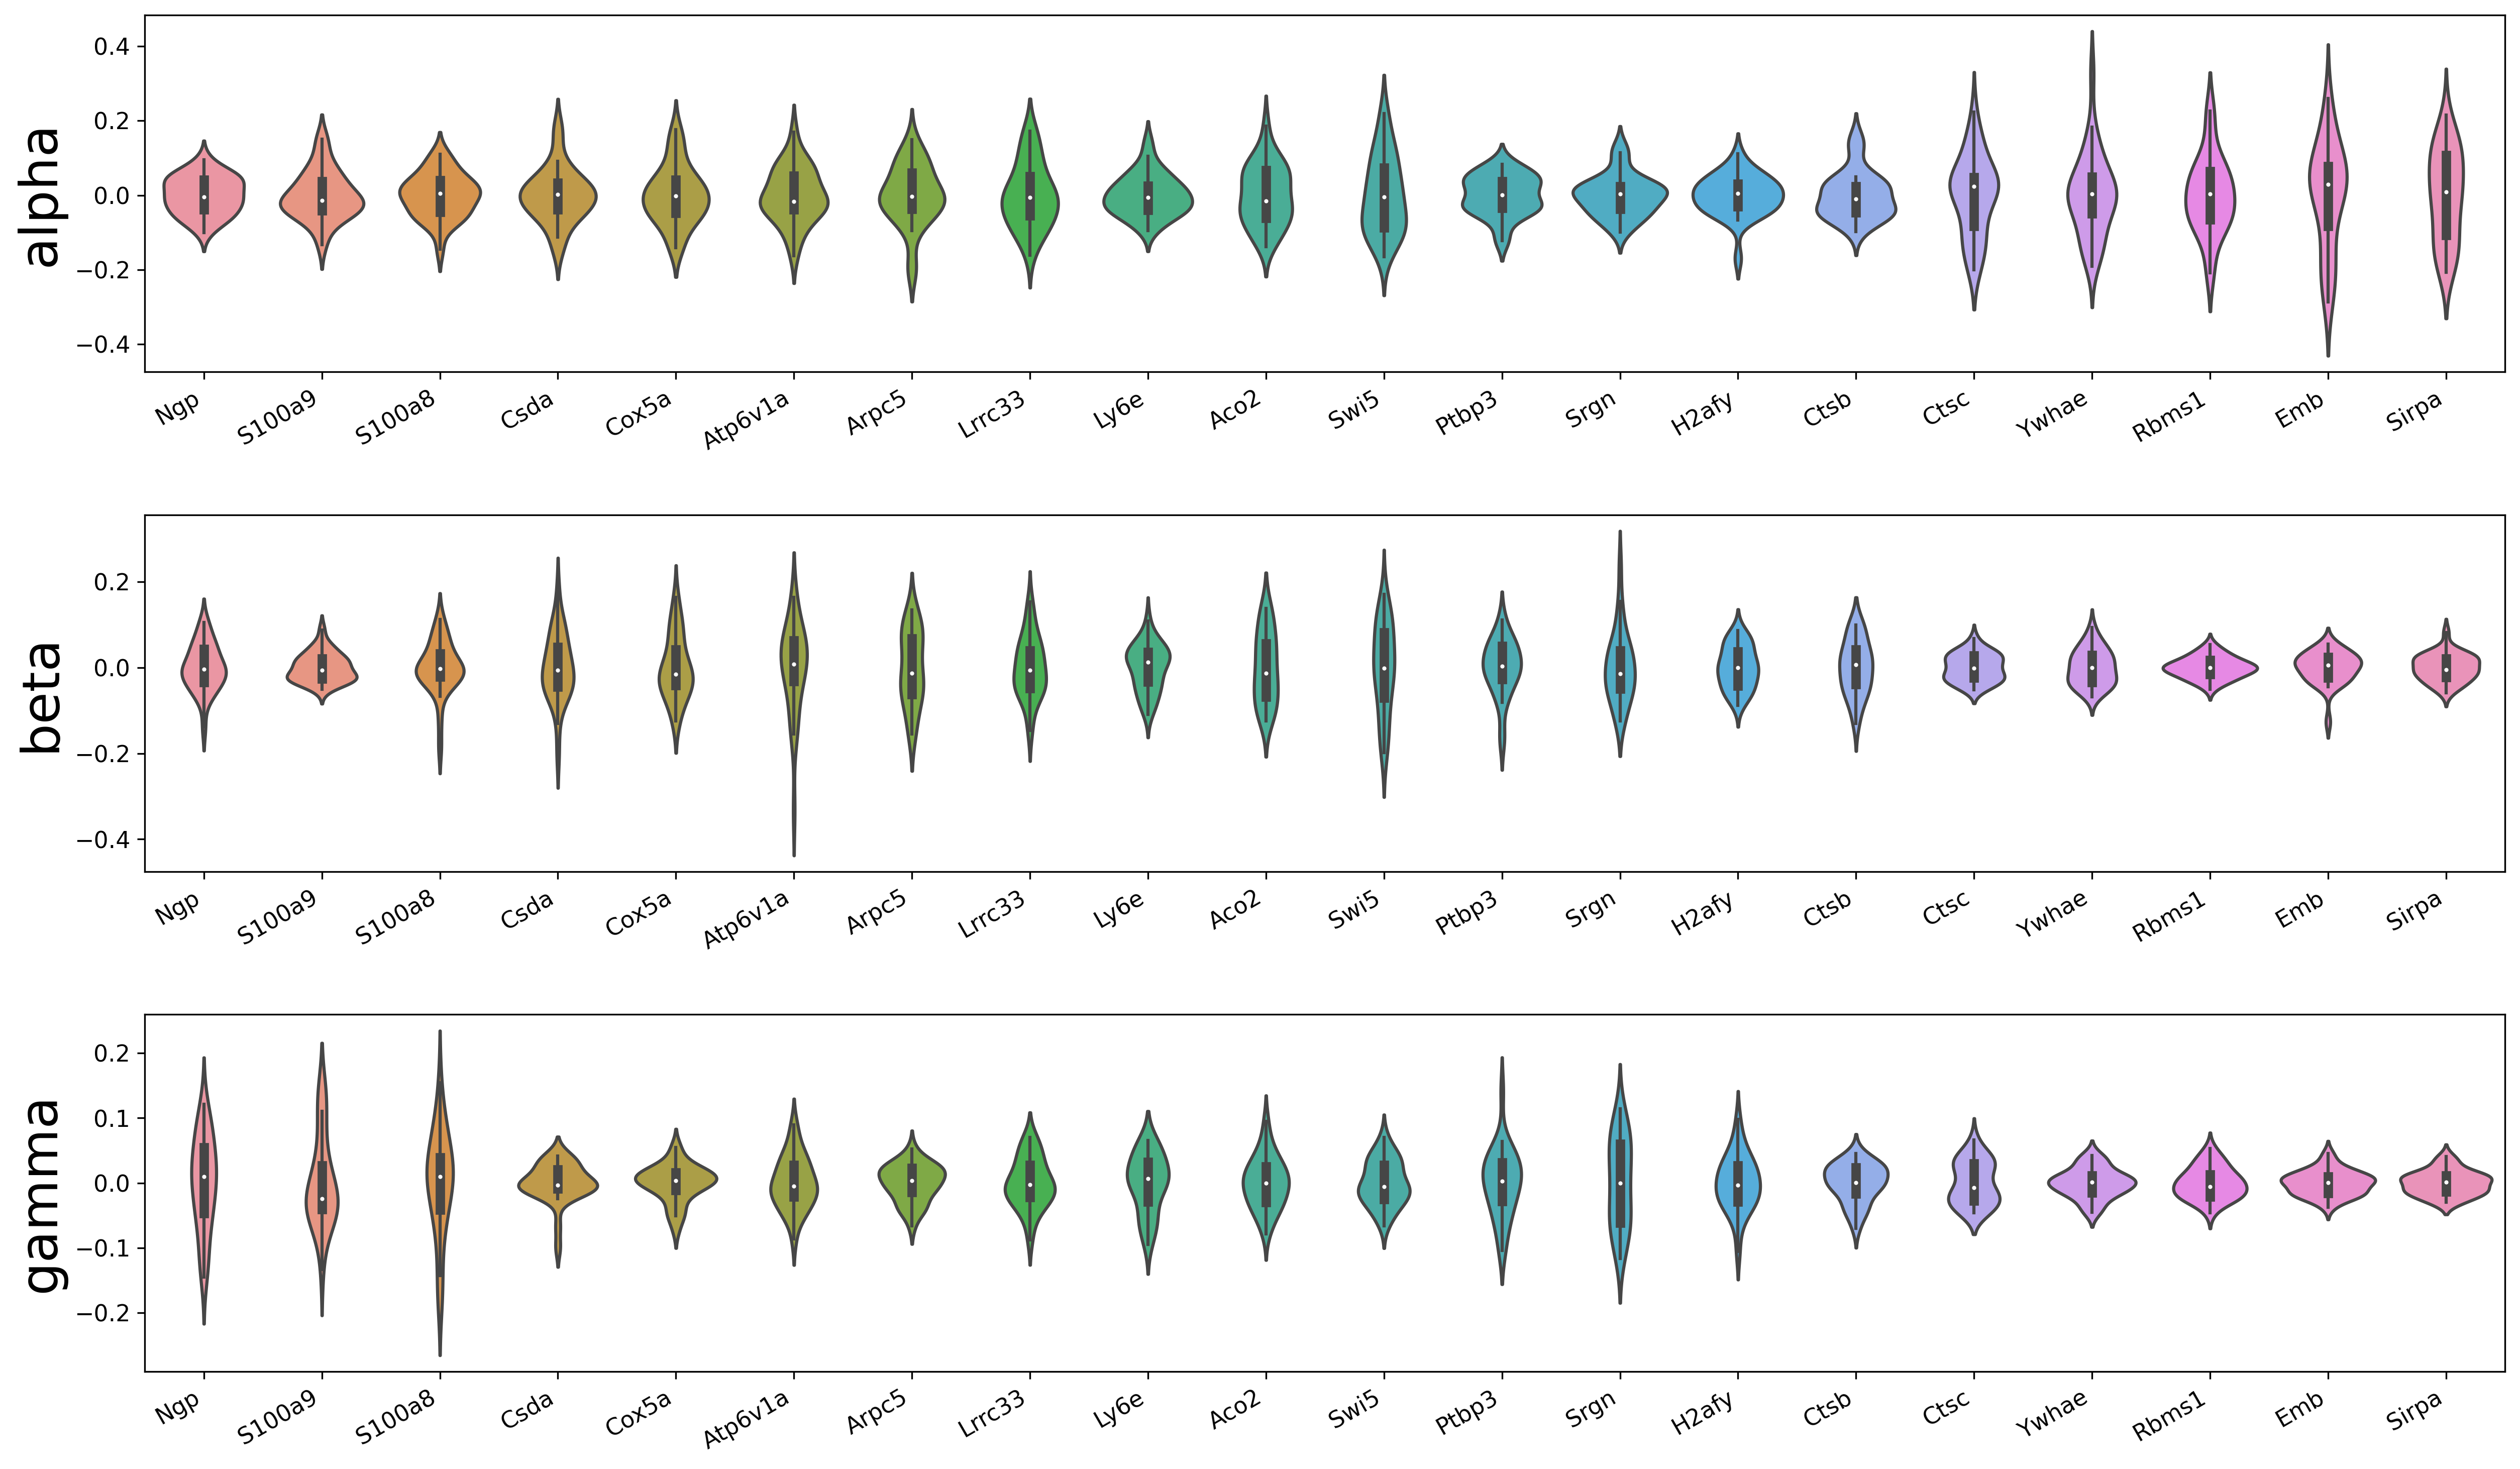 alpha
0.4
0.2
0.0
−0.2
−0.4
Ngp S100a9 S100a8 Csda Cox5a Atp6v1a Arpc5 Lrrc33 Ly6e Aco2 Swi5 Ptbp3 Srgn H2afy Ctsb Ctsc Ywhae Rbms1 Emb Sirpa
beta
0.2
0.0
−0.2
−0.4
Ngp S100a9 S100a8 Csda Cox5a Atp6v1a Arpc5 Lrrc33 Ly6e Aco2 Swi5 Ptbp3 Srgn H2afy Ctsb Ctsc Ywhae Rbms1 Emb Sirpa
gamma
0.2
0.1
0.0
−0.1
−0.2
Ngp S100a9 S100a8 Csda Cox5a Atp6v1a Arpc5 Lrrc33 Ly6e Aco2 Swi5 Ptbp3 Srgn H2afy Ctsb Ctsc Ywhae Rbms1 Emb Sirpa